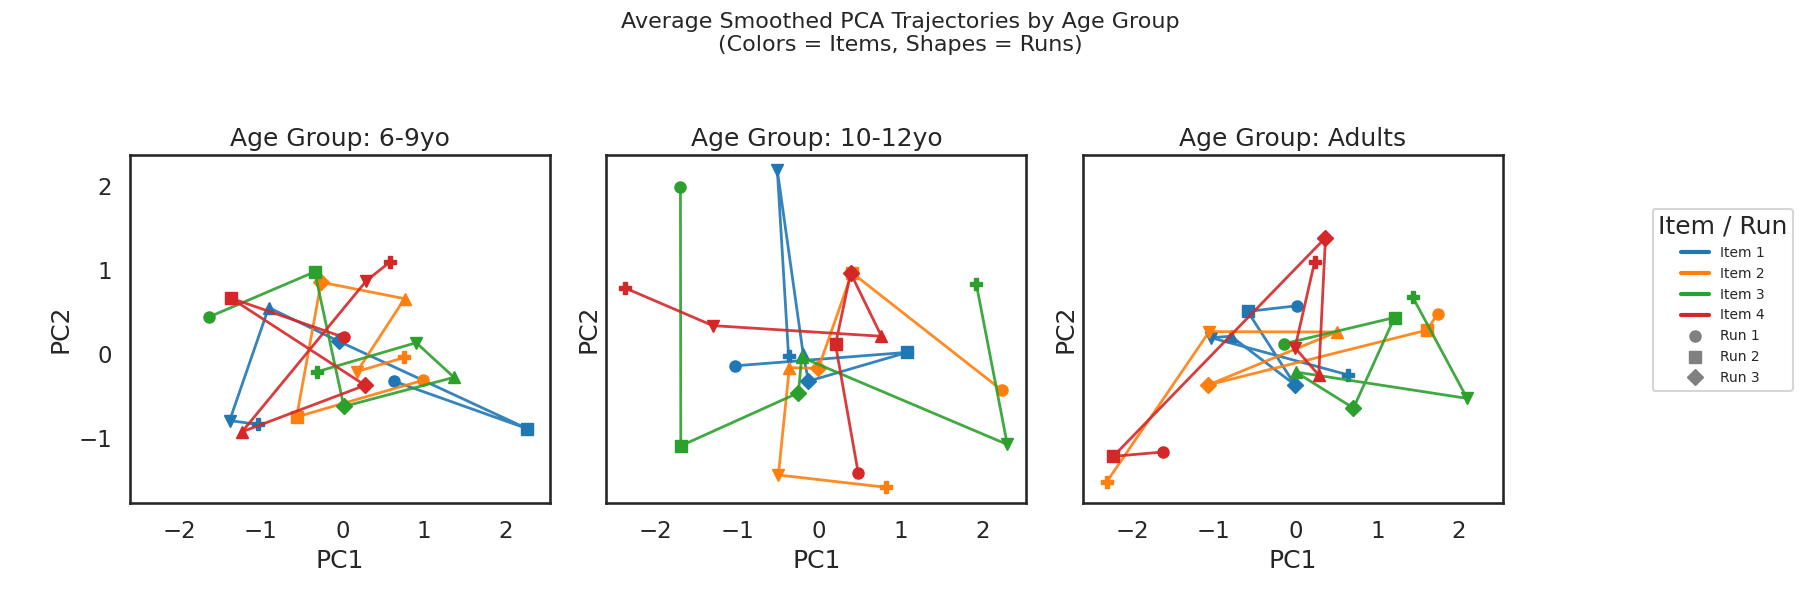 Average Smoothed PCA Trajectories by Age Group
(Colors = Items, Shapes = Runs)
Age Group: 6-9yo
Age Group: 10-12yo
Age Group: Adults
2
1
0
−1
PC2
PC2
PC2
−2 −1 0 1 2
−2 −1 0 1 2
−2 −1 0 1 2
PC1
PC1
PC1
Item / Run
Item 1
Item 2
Item 3
Item 4
Run 1
Run 2
Run 3